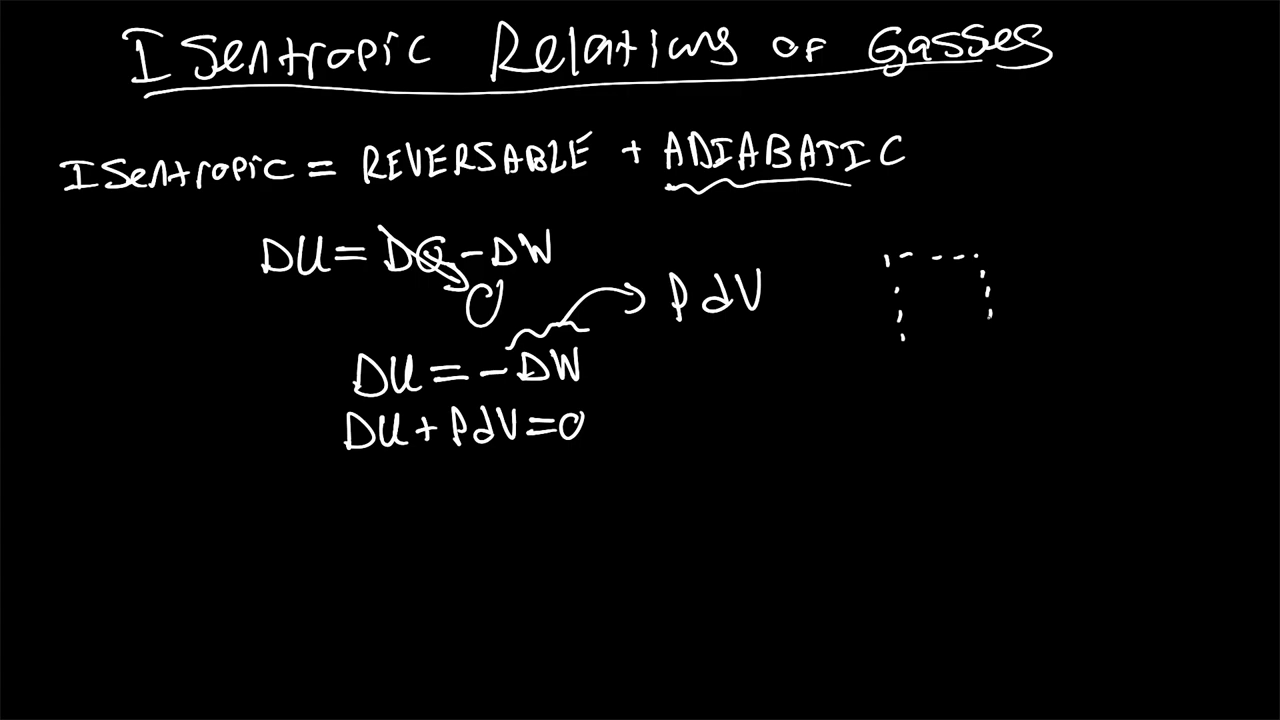 Isentropic Relations of Gasses
Isentropic = REVERSABLE + ADIABATIC
DU = DQ - DW
0
PdV
DU = - DW
DU + PdV = 0